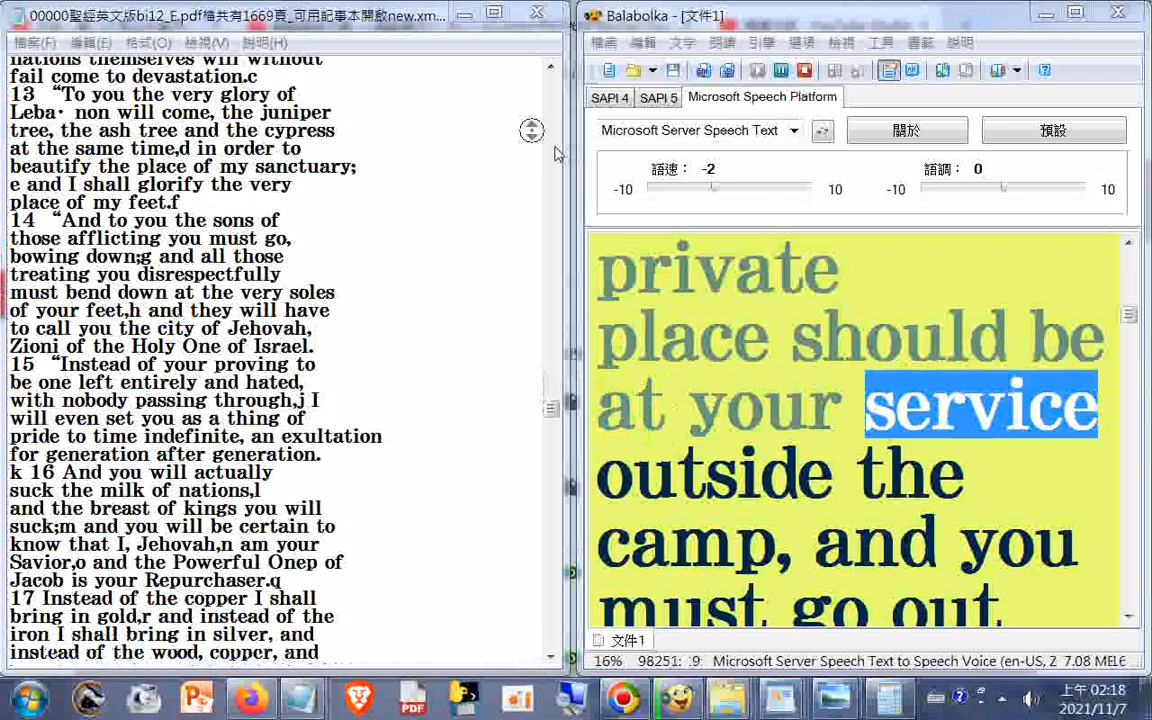 00000聖經英文版bi12_E.pdf檔共有1669頁_可用記事本開啟new.xm...
檔案(F) 編輯(E) 格式(O) 檢視(V) 說明(H)
nations themselves will without
fail come to devastation.c
13 “To you the very glory of
Leba· non will come, the juniper
tree, the ash tree and the cypress
at the same time,d in order to
beautify the place of my sanctuary;
e and I shall glorify the very
place of my feet.f
14 “And to you the sons of
those afflicting you must go,
bowing down;g and all those
treating you disrespectfully
must bend down at the very soles
of your feet,h and they will have
to call you the city of Jehovah,
Zioni of the Holy One of Israel.
15 “Instead of your proving to
be one left entirely and hated,
with nobody passing through,j I
will even set you as a thing of
pride to time indefinite, an exultation
for generation after generation.
k 16 And you will actually
suck the milk of nations,l
and the breast of kings you will
suck;m and you will be certain to
know that I, Jehovah,n am your
Savior,o and the Powerful Onep of
Jacob is your Repurchaser.q
17 Instead of the copper I shall
bring in gold,r and instead of the
iron I shall bring in silver, and
instead of the wood, copper, and
Balabolka - [文件1]
檔案 編輯 文字 朗讀 引擎 選項 檢視 工具 書籤 說明
SAPI 4 SAPI 5 Microsoft Speech Platform
Microsoft Server Speech Text 關於 預設
語速： -2 語調： 0
-10 10 -10 10
private
place should be
at your service
outside the
camp, and you
must go out
文件1
16% 98251: :9: Microsoft Server Speech Text to Speech Voice (en-US, Z 7.08 MB
上午 02:18
2021/11/7